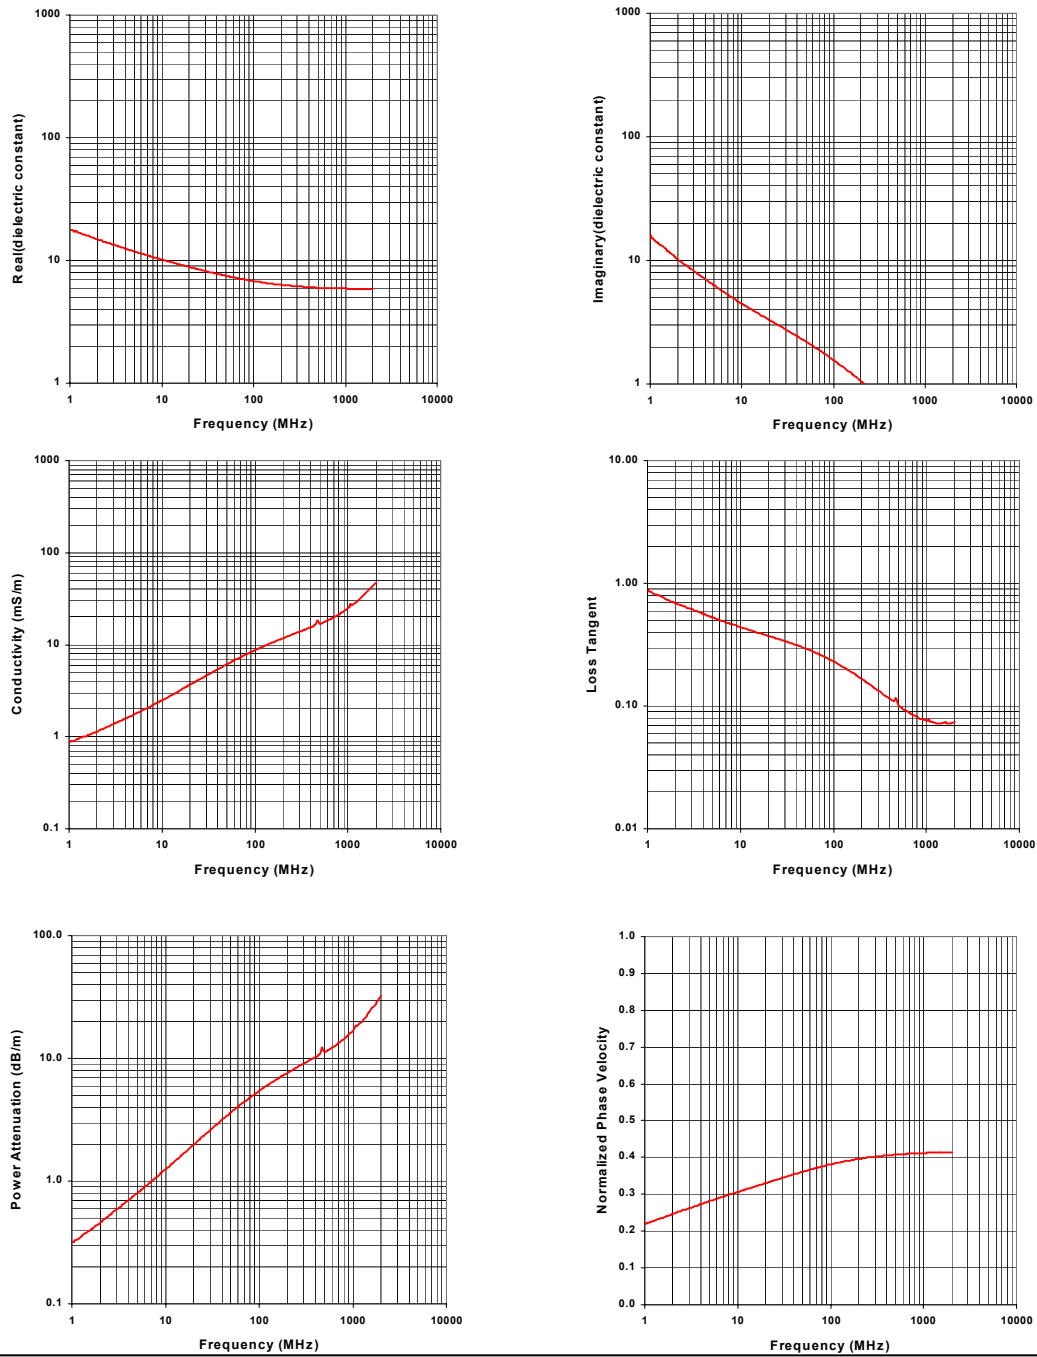 1000
100
10
1
1 10 100 1000 10000
Real(dielectric constant)
Frequency (MHz)
1000
100
10
1
1 10 100 1000 10000
Imaginary(dielectric constant)
Frequency (MHz)
1000
100
10
1
0.1
1 10 100 1000 10000
Conductivity (mS/m)
Frequency (MHz)
10.00
1.00
0.10
0.01
1 10 100 1000 10000
Loss Tangent
Frequency (MHz)
100.0
10.0
1.0
0.1
1 10 100 1000 10000
Power Attenuation (dB/m)
Frequency (MHz)
1.0
0.9
0.8
0.7
0.6
0.5
0.4
0.3
0.2
0.1
0.0
1 10 100 1000 10000
Normalized Phase Velocity
Frequency (MHz)